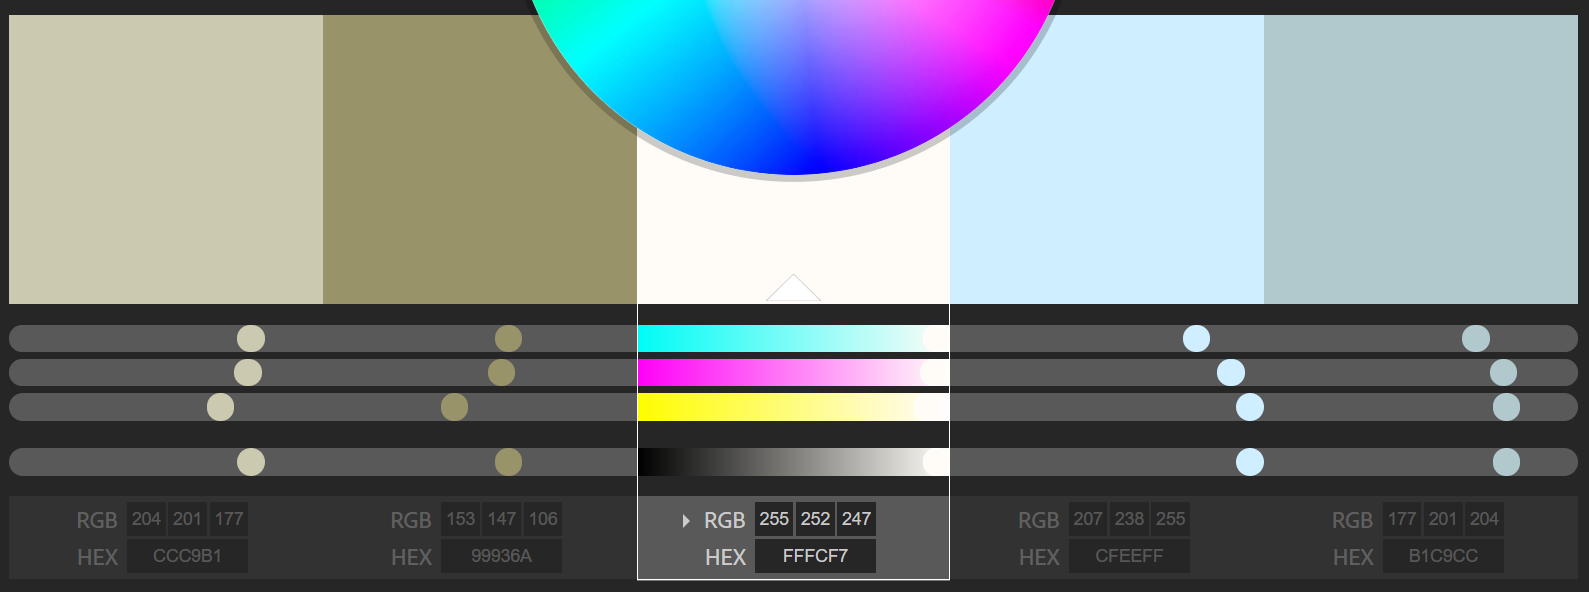 RGB 204 201 177
HEX CCC9B1
RGB 153 147 106
HEX 99936A
RGB 255 252 247
HEX FFFCF7
RGB 207 238 255
HEX CFEEFF
RGB 177 201 204
HEX B1C9CC